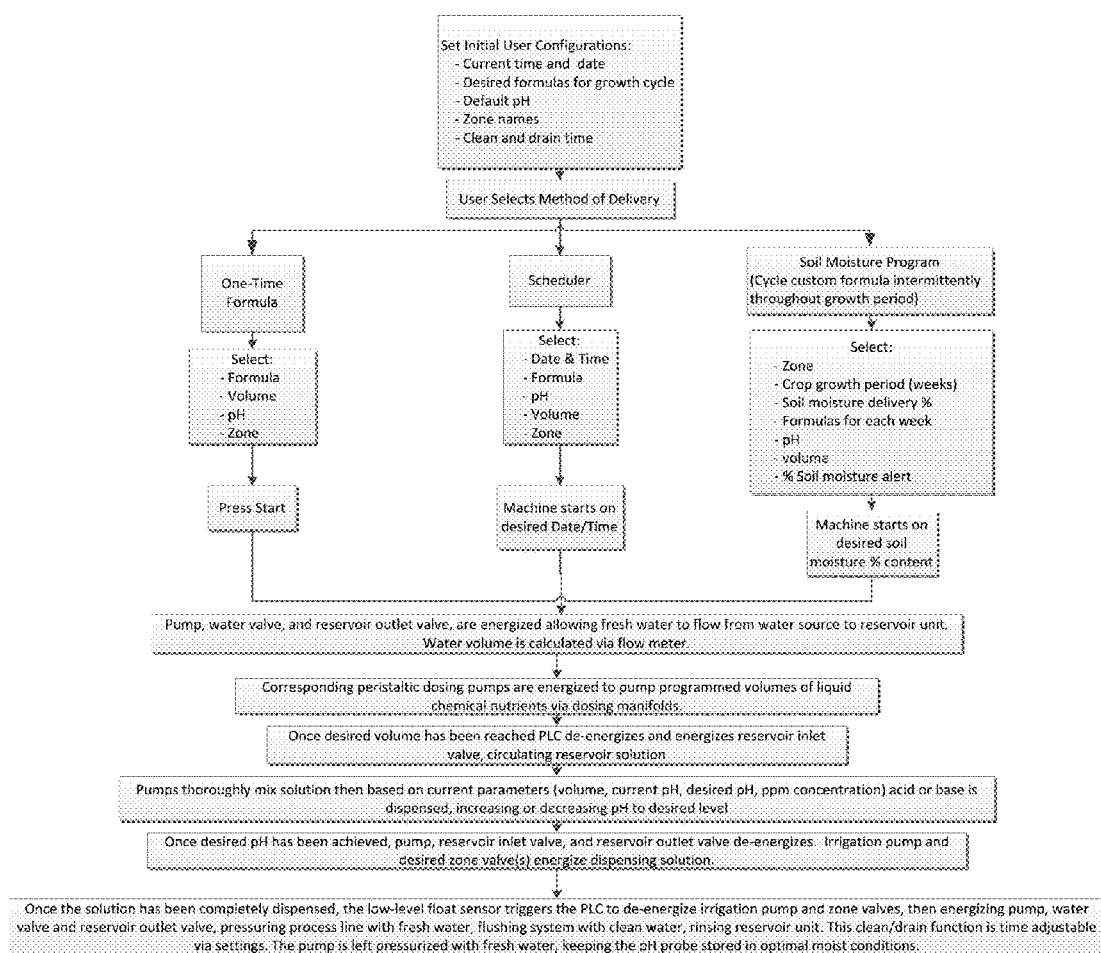 Set Initial User Configurations:
- Current time and date
- Desired formulas for growth cycle
- Default pH
- Zone names
- Clean and drain time
User Selects Method of Delivery
One-Time
Formula
Scheduler
Soil Moisture Program
(Cycle custom formula intermittently
throughout growth period)
Select:
- Formula
- Volume
- pH
- Zone
Select:
- Date & Time
- Formula
- pH
- Volume
- Zone
Select:
- Zone
- Crop growth period (weeks)
- Soil moisture delivery %
- Formulas for each week
- pH
- volume
- % Soil moisture alert
Press Start
Machine starts on
desired Date/Time
Machine starts on
desired soil
moisture % content
Pump, water valve, and reservoir outlet valve, are energized allowing fresh water to flow from water source to reservoir unit.
Water volume is calculated via flow meter.
Corresponding peristaltic dosing pumps are energized to pump programmed volumes of liquid
chemical nutrients via dosing manifolds.
Once desired volume has been reached PLC de-energizes and energizes reservoir inlet
valve, circulating reservoir solution
Pumps thoroughly mix solution then based on current parameters (volume, current pH, desired pH, ppm concentration) acid or base is
dispensed, increasing or decreasing pH to desired level
Once desired pH has been achieved, pump, reservoir inlet valve, and reservoir outlet valve de-energizes. Irrigation pump and
desired zone valve(s) energize dispensing solution.
Once the solution has been completely dispensed, the low-level float sensor triggers the PLC to de-energize irrigation pump and zone valves, then energizing pump, water
valve and reservoir outlet valve, pressuring process line with fresh water, flushing system with clean water, rinsing reservoir unit. This clean/drain function is time adjustable
via settings. The pump is left pressurized with fresh water, keeping the pH probe stored in optimal moist conditions.